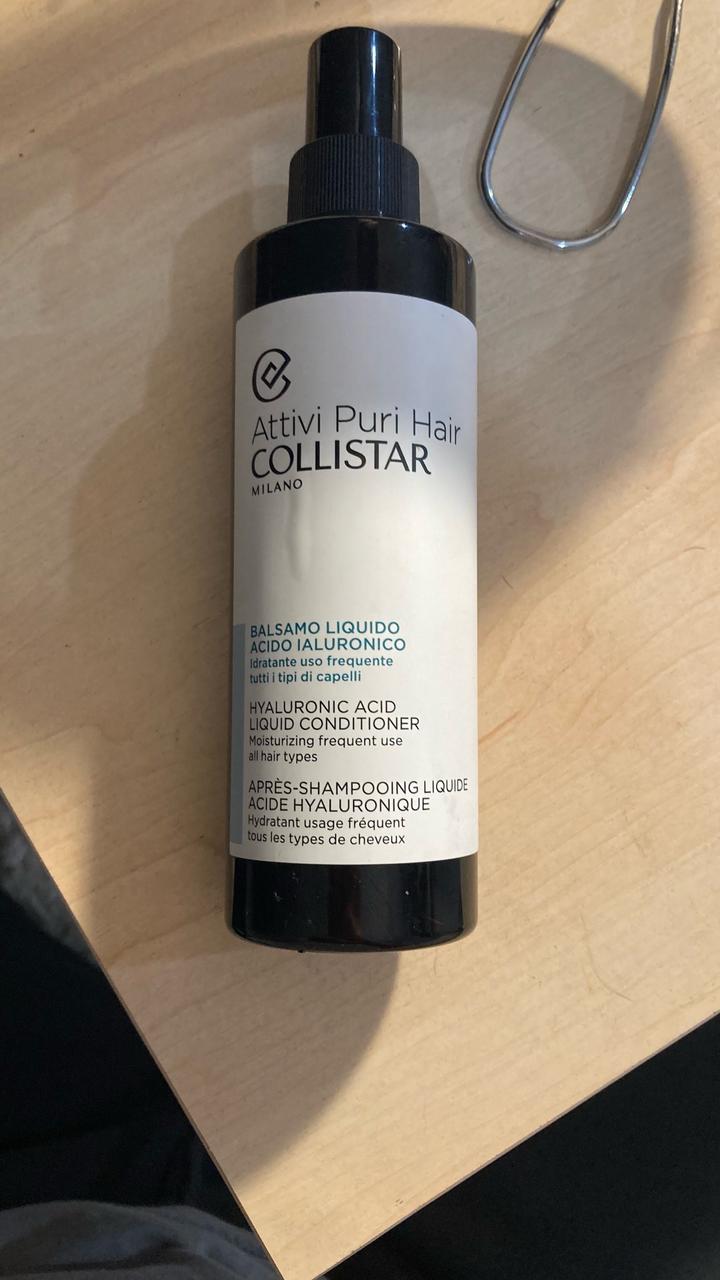 Attivi Puri Hair
COLLISTAR
MILANO
BALSAMO LIQUIDO
ACIDO IALURONICO
Idratante uso frequente
tutti i tipi di capelli
HYALURONIC ACID
LIQUID CONDITIONER
Moisturizing frequent use
all hair types
APRÈS-SHAMPOOING LIQUIDE
ACIDE HYALURONIQUE
Hydratant usage fréquent
tous les types de cheveux